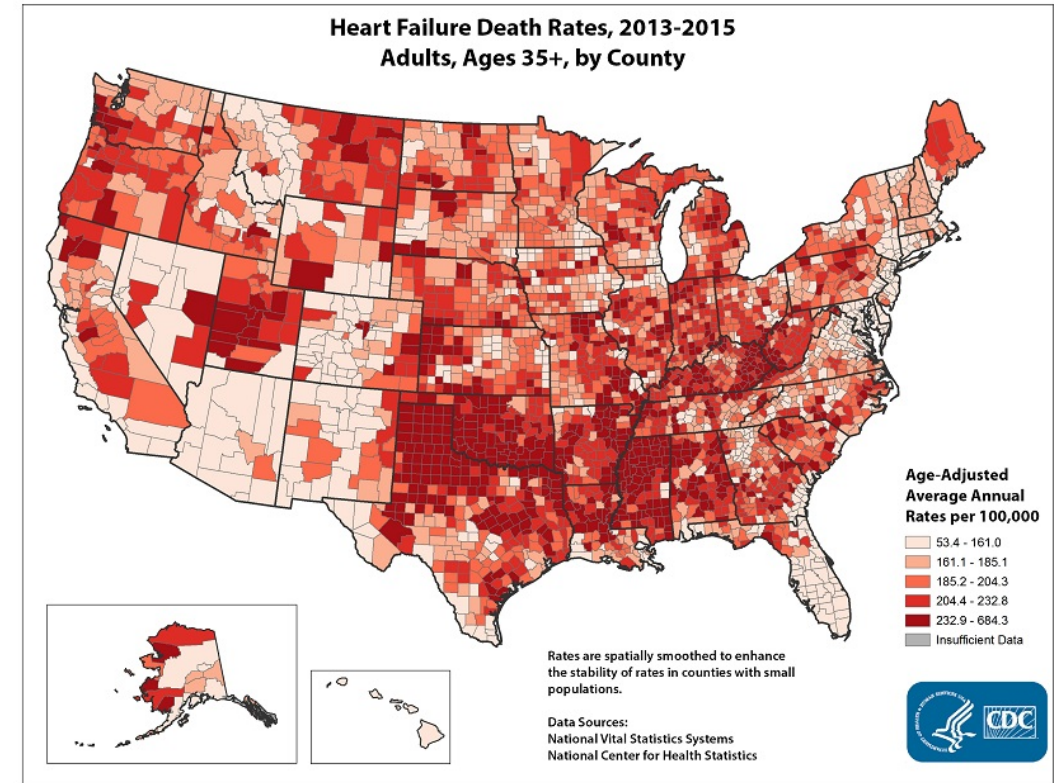 Heart Failure Death Rates, 2013-2015
Adults, Ages 35+, by County
Age-Adjusted
Average Annual
Rates per 100,000
53.4 - 161.0
161.1 - 185.1
185.2 - 204.3
204.4 - 232.8
232.9 - 684.3
Insufficient Data
Rates are spatially smoothed to enhance
the stability of rates in counties with small
populations.
Data Sources:
National Vital Statistics Systems
National Center for Health Statistics
CDC